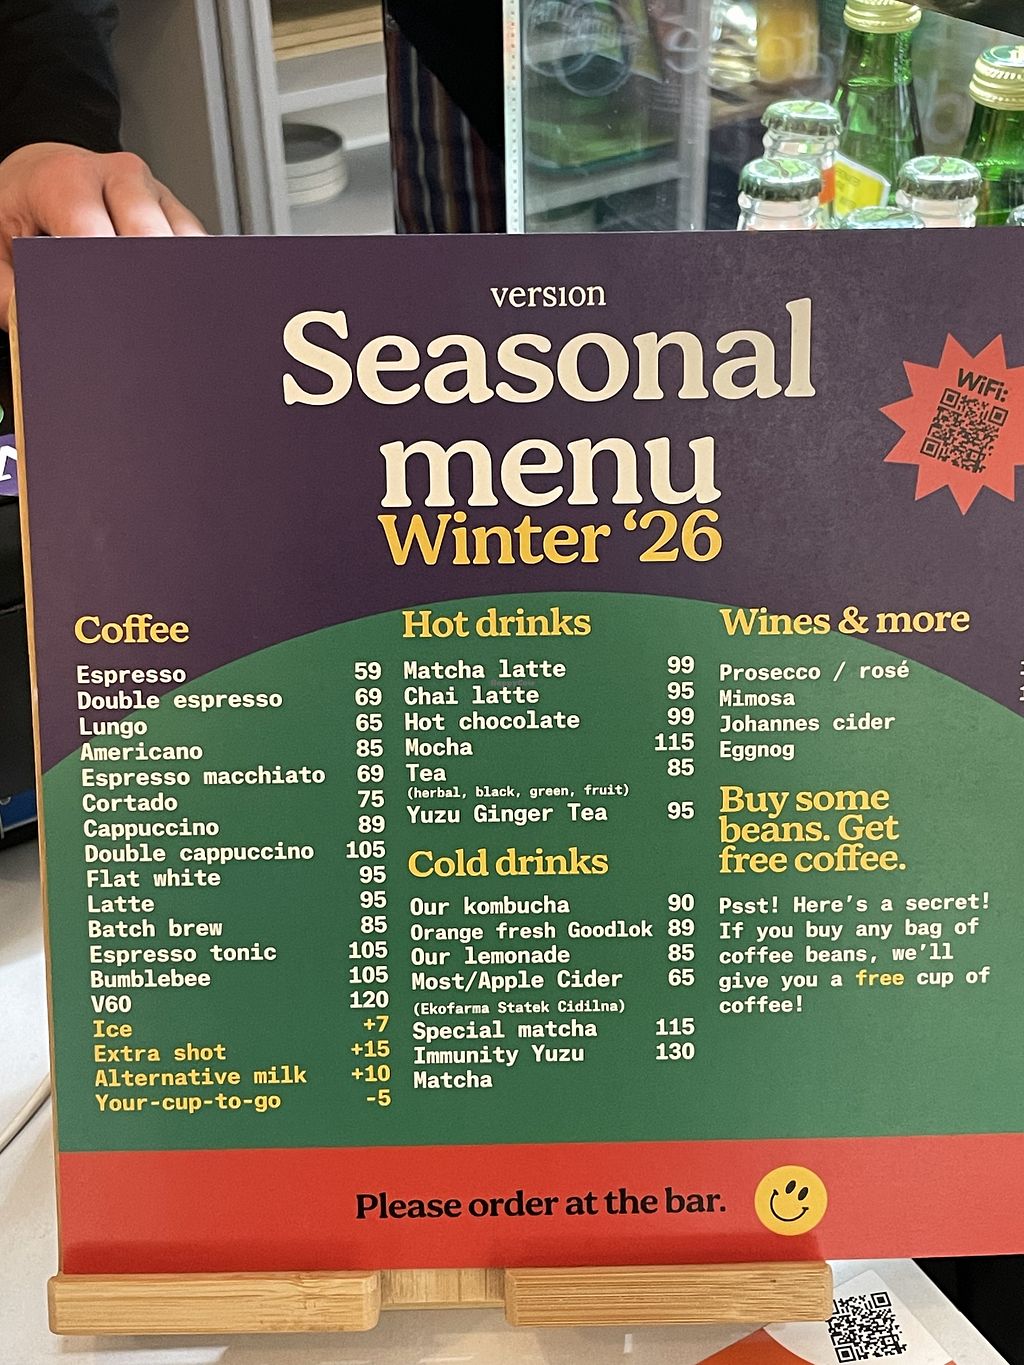 version
Seasonal
menu
Winter ‘26
WiFi:
Coffee
Espresso 59
Double espresso 69
Lungo 65
Americano 85
Espresso macchiato 69
Cortado 75
Cappuccino 89
Double cappuccino 105
Flat white 95
Latte 95
Batch brew 85
Espresso tonic 105
Bumblebee 105
V60 120
Ice +7
Extra shot +15
Alternative milk +10
Your-cup-to-go -5
Hot drinks
Matcha latte 99
Chai latte 95
Hot chocolate 99
Mocha 115
Tea 85
(herbal, black, green, fruit)
Yuzu Ginger Tea 95
Cold drinks
Our kombucha 90
Orange fresh Goodlok 89
Our lemonade 85
Most/Apple Cider 65
(Ekofarma Statek Cidilna)
Special matcha 115
Immunity Yuzu 130
Matcha
Wines & more
Prosecco / rosé
Mimosa
Johannes cider
Eggnog
Buy some
beans. Get
free coffee.
Psst! Here’s a secret!
If you buy any bag of
coffee beans, we’ll
give you a free cup of
coffee!
Please order at the bar.